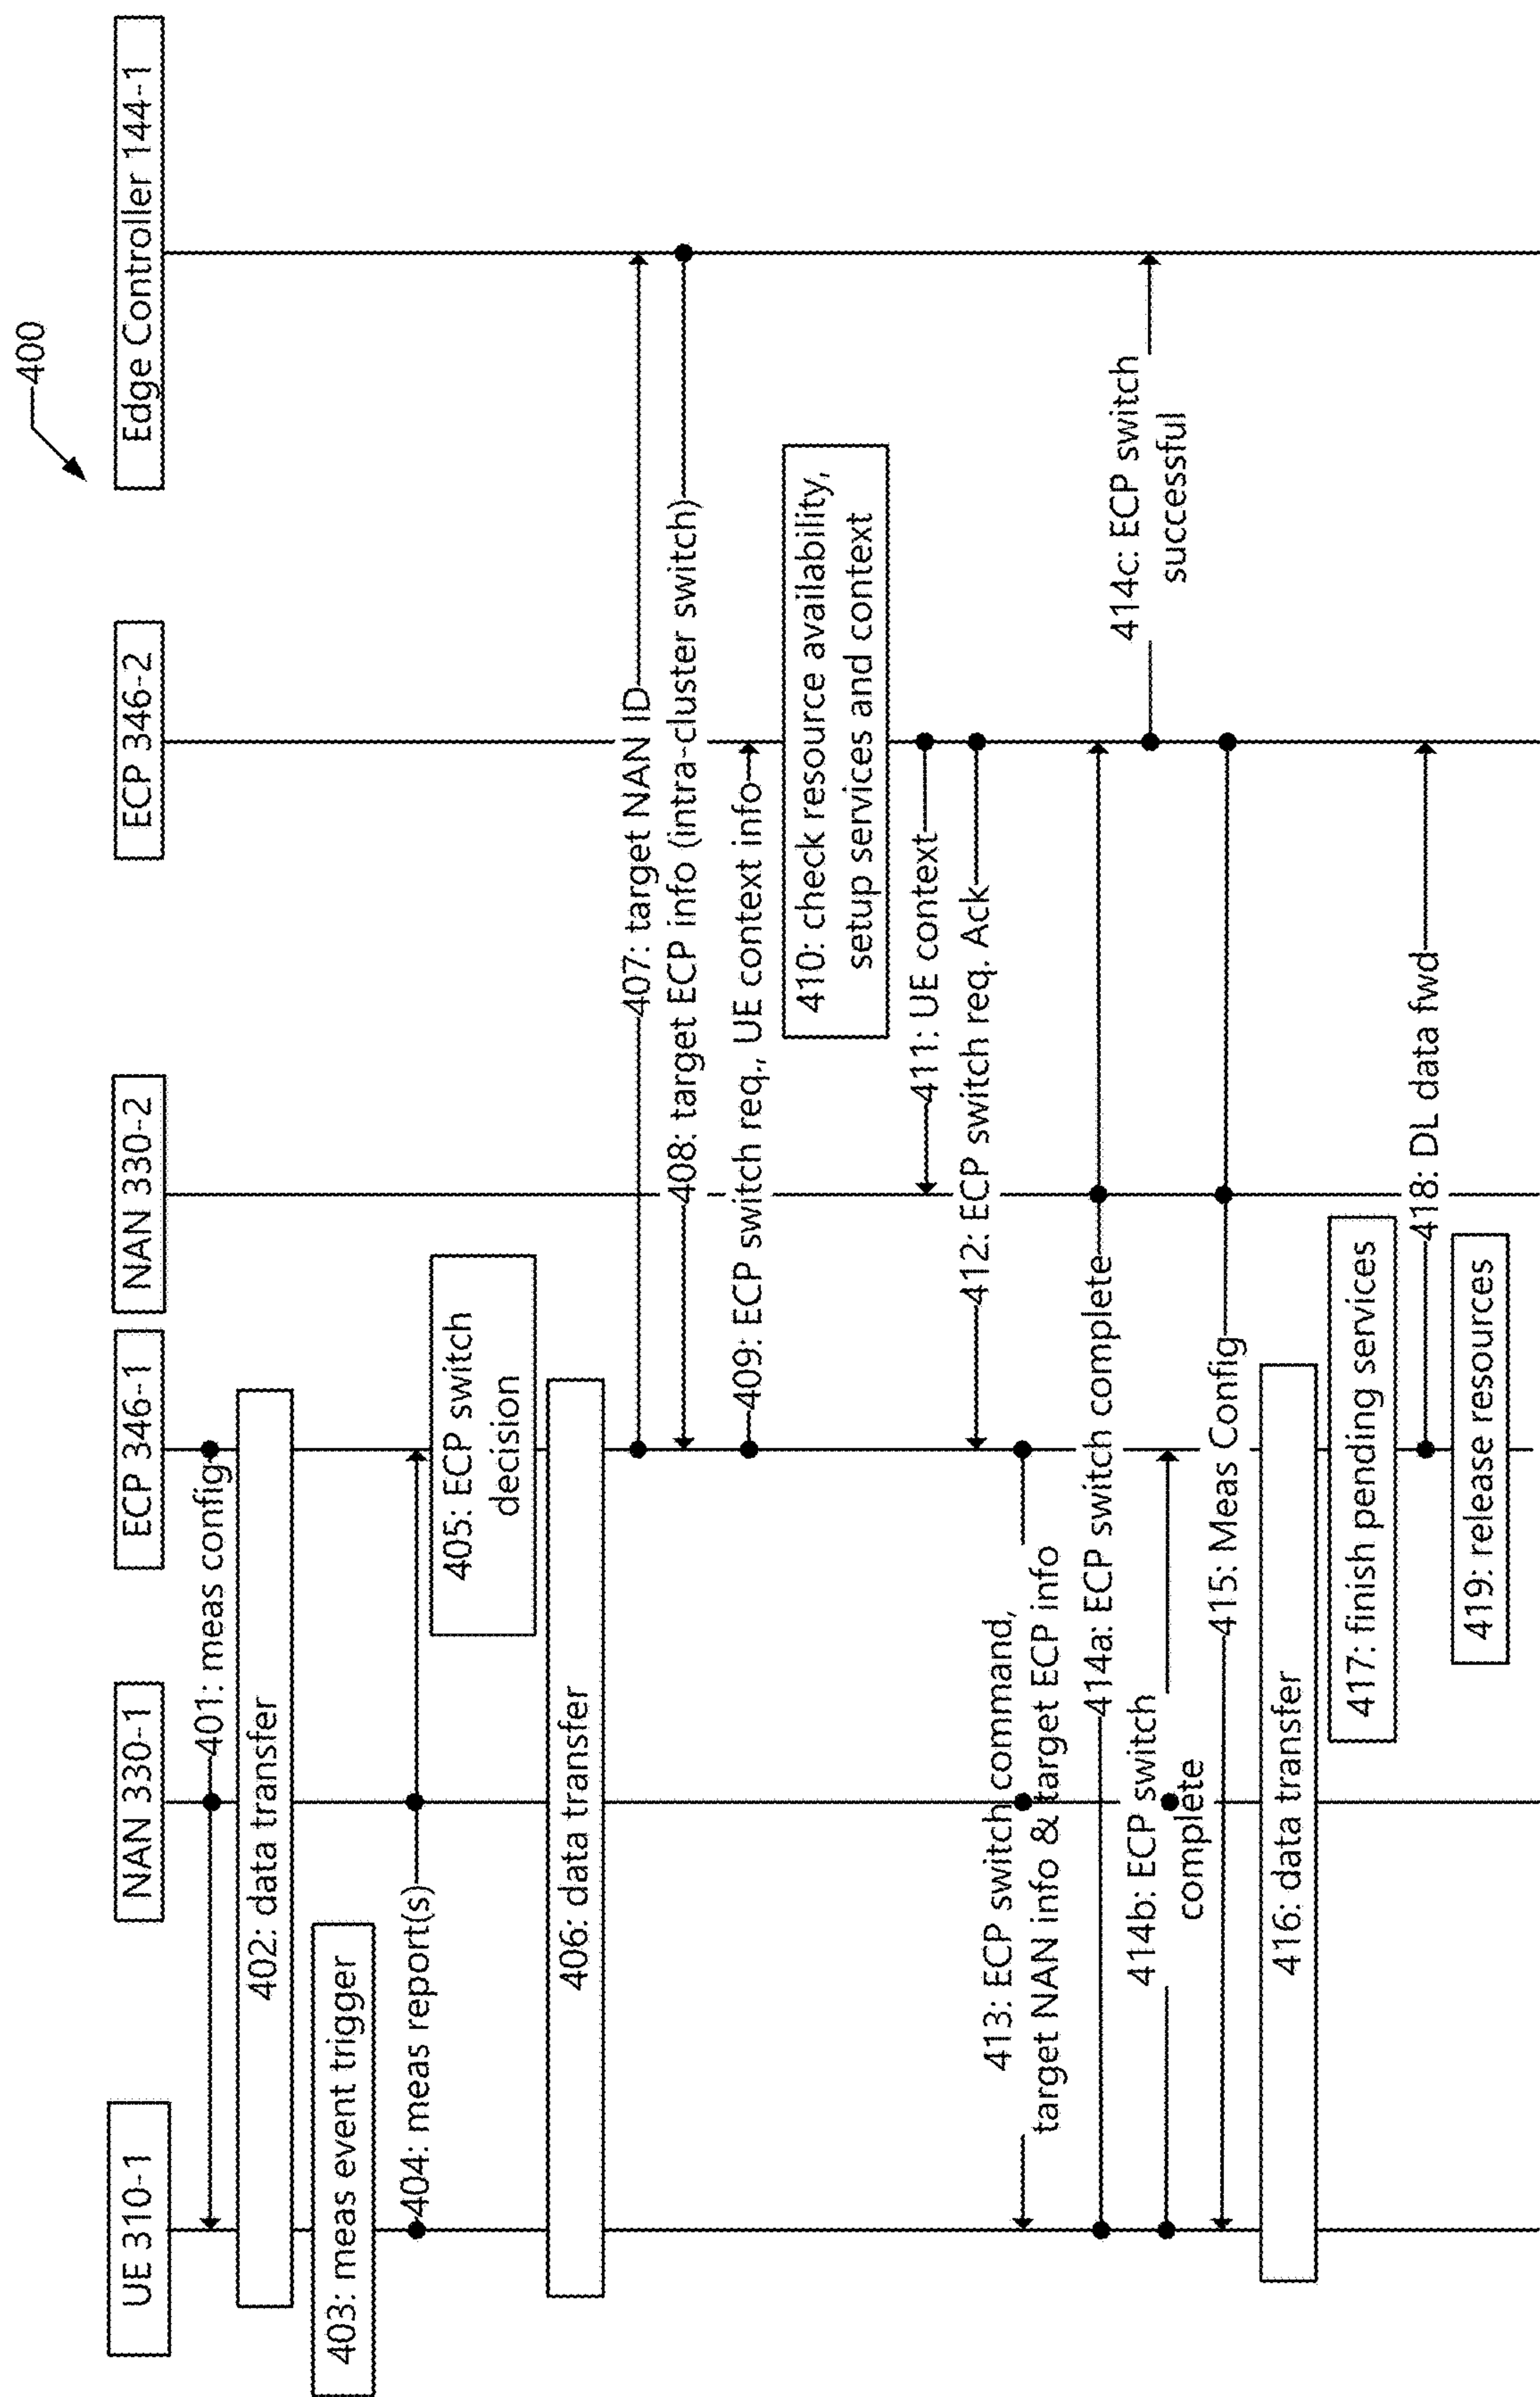 400
UE 310-1
NAN 330-1
ECP 346-1
NAN 330-2
ECP 346-2
Edge Controller 144-1
401: meas config
402: data transfer
403: meas event trigger
404: meas report(s)
405: ECP switch
decision
406: data transfer
407: target NAN ID
408: target ECP info (intra-cluster switch)
409: ECP switch req., UE context info
410: check resource availability,
setup services and context
411: UE context
412: ECP switch req. Ack
413: ECP switch command,
target NAN info & target ECP info
414a: ECP switch complete
414b: ECP switch
complete
414c: ECP switch
successful
415: Meas Config
416: data transfer
417: finish pending services
418: DL data fwd
419: release resources